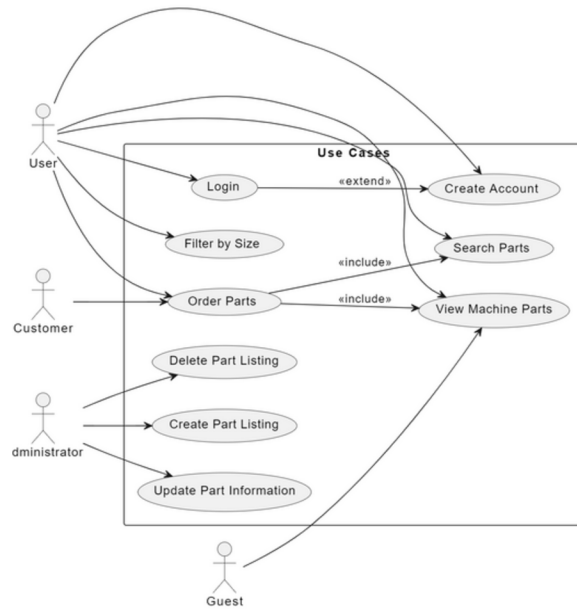 Use Cases
User
Login
«extend»
Create Account
Filter by Size
Search Parts
«include»
Customer
Order Parts
«include»
View Machine Parts
Delete Part Listing
dministrator
Create Part Listing
Update Part Information
Guest